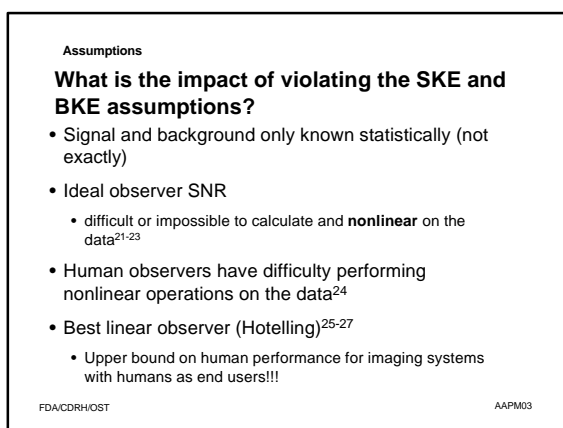 Assumptions
What is the impact of violating the SKE and
BKE assumptions?
• Signal and background only known statistically (not
exactly)
• Ideal observer SNR
• difficult or impossible to calculate and nonlinear on the
data21-23
• Human observers have difficulty performing
nonlinear operations on the data24
• Best linear observer (Hotelling)25-27
• Upper bound on human performance for imaging systems
with humans as end users!!!
FDA/CDRH/OST AAPM03